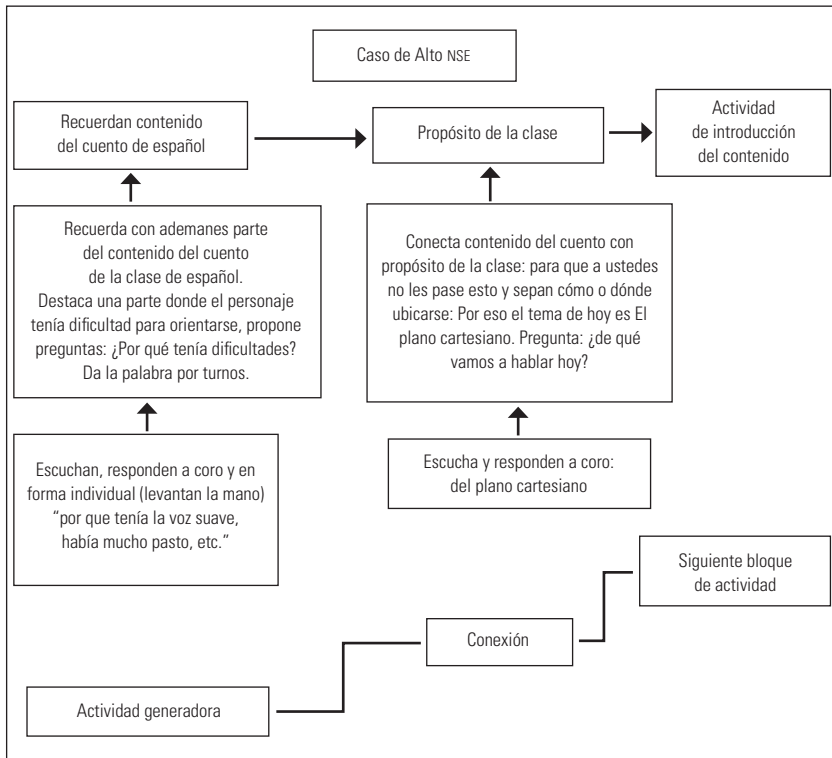 Caso de Alto NSE
Recuerdan contenido
del cuento de español
Propósito de la clase
Actividad
de introducción
del contenido
Recuerda con ademanes parte
del contenido del cuento
de la clase de español.
Destaca una parte donde el personaje
tenía dificultad para orientarse, propone
preguntas: ¿Por qué tenía dificultades?
Da la palabra por turnos.
Conecta contenido del cuento con
propósito de la clase: para que a ustedes
no les pase esto y sepan cómo o dónde
ubicarse: Por eso el tema de hoy es El
plano cartesiano. Pregunta: ¿de qué
vamos a hablar hoy?
Escuchan, responden a coro y en
forma individual (levantan la mano)
“por que tenía la voz suave,
había mucho pasto, etc.”
Escucha y responden a coro:
del plano cartesiano
Siguiente bloque
de actividad
Conexión
Actividad generadora